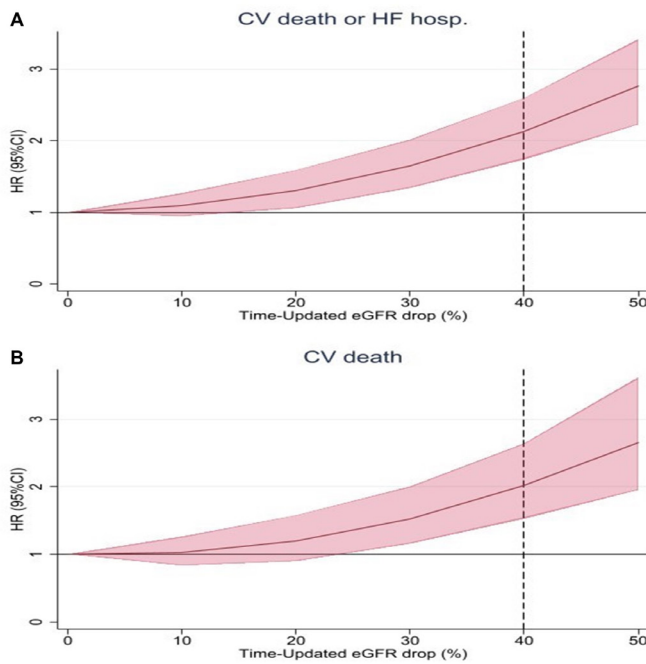 A
CV death or HF hosp.
HR (95%CI)
3
2
1
0
0 10 20 30 40 50
Time-Updated eGFR drop (%)
B
CV death
HR (95%CI)
3
2
1
0
0 10 20 30 40 50
Time-Updated eGFR drop (%)